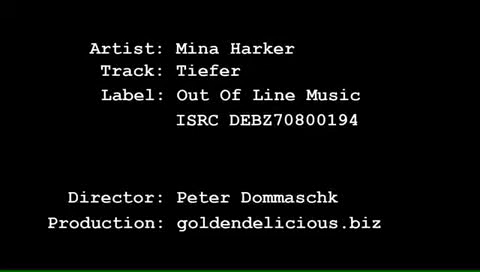 Artist: Mina Harker
Track: Tiefer
Label: Out Of Line Music
ISRC DEBZ70800194
Director: Peter Dommaschk
Production: goldendelicious.biz